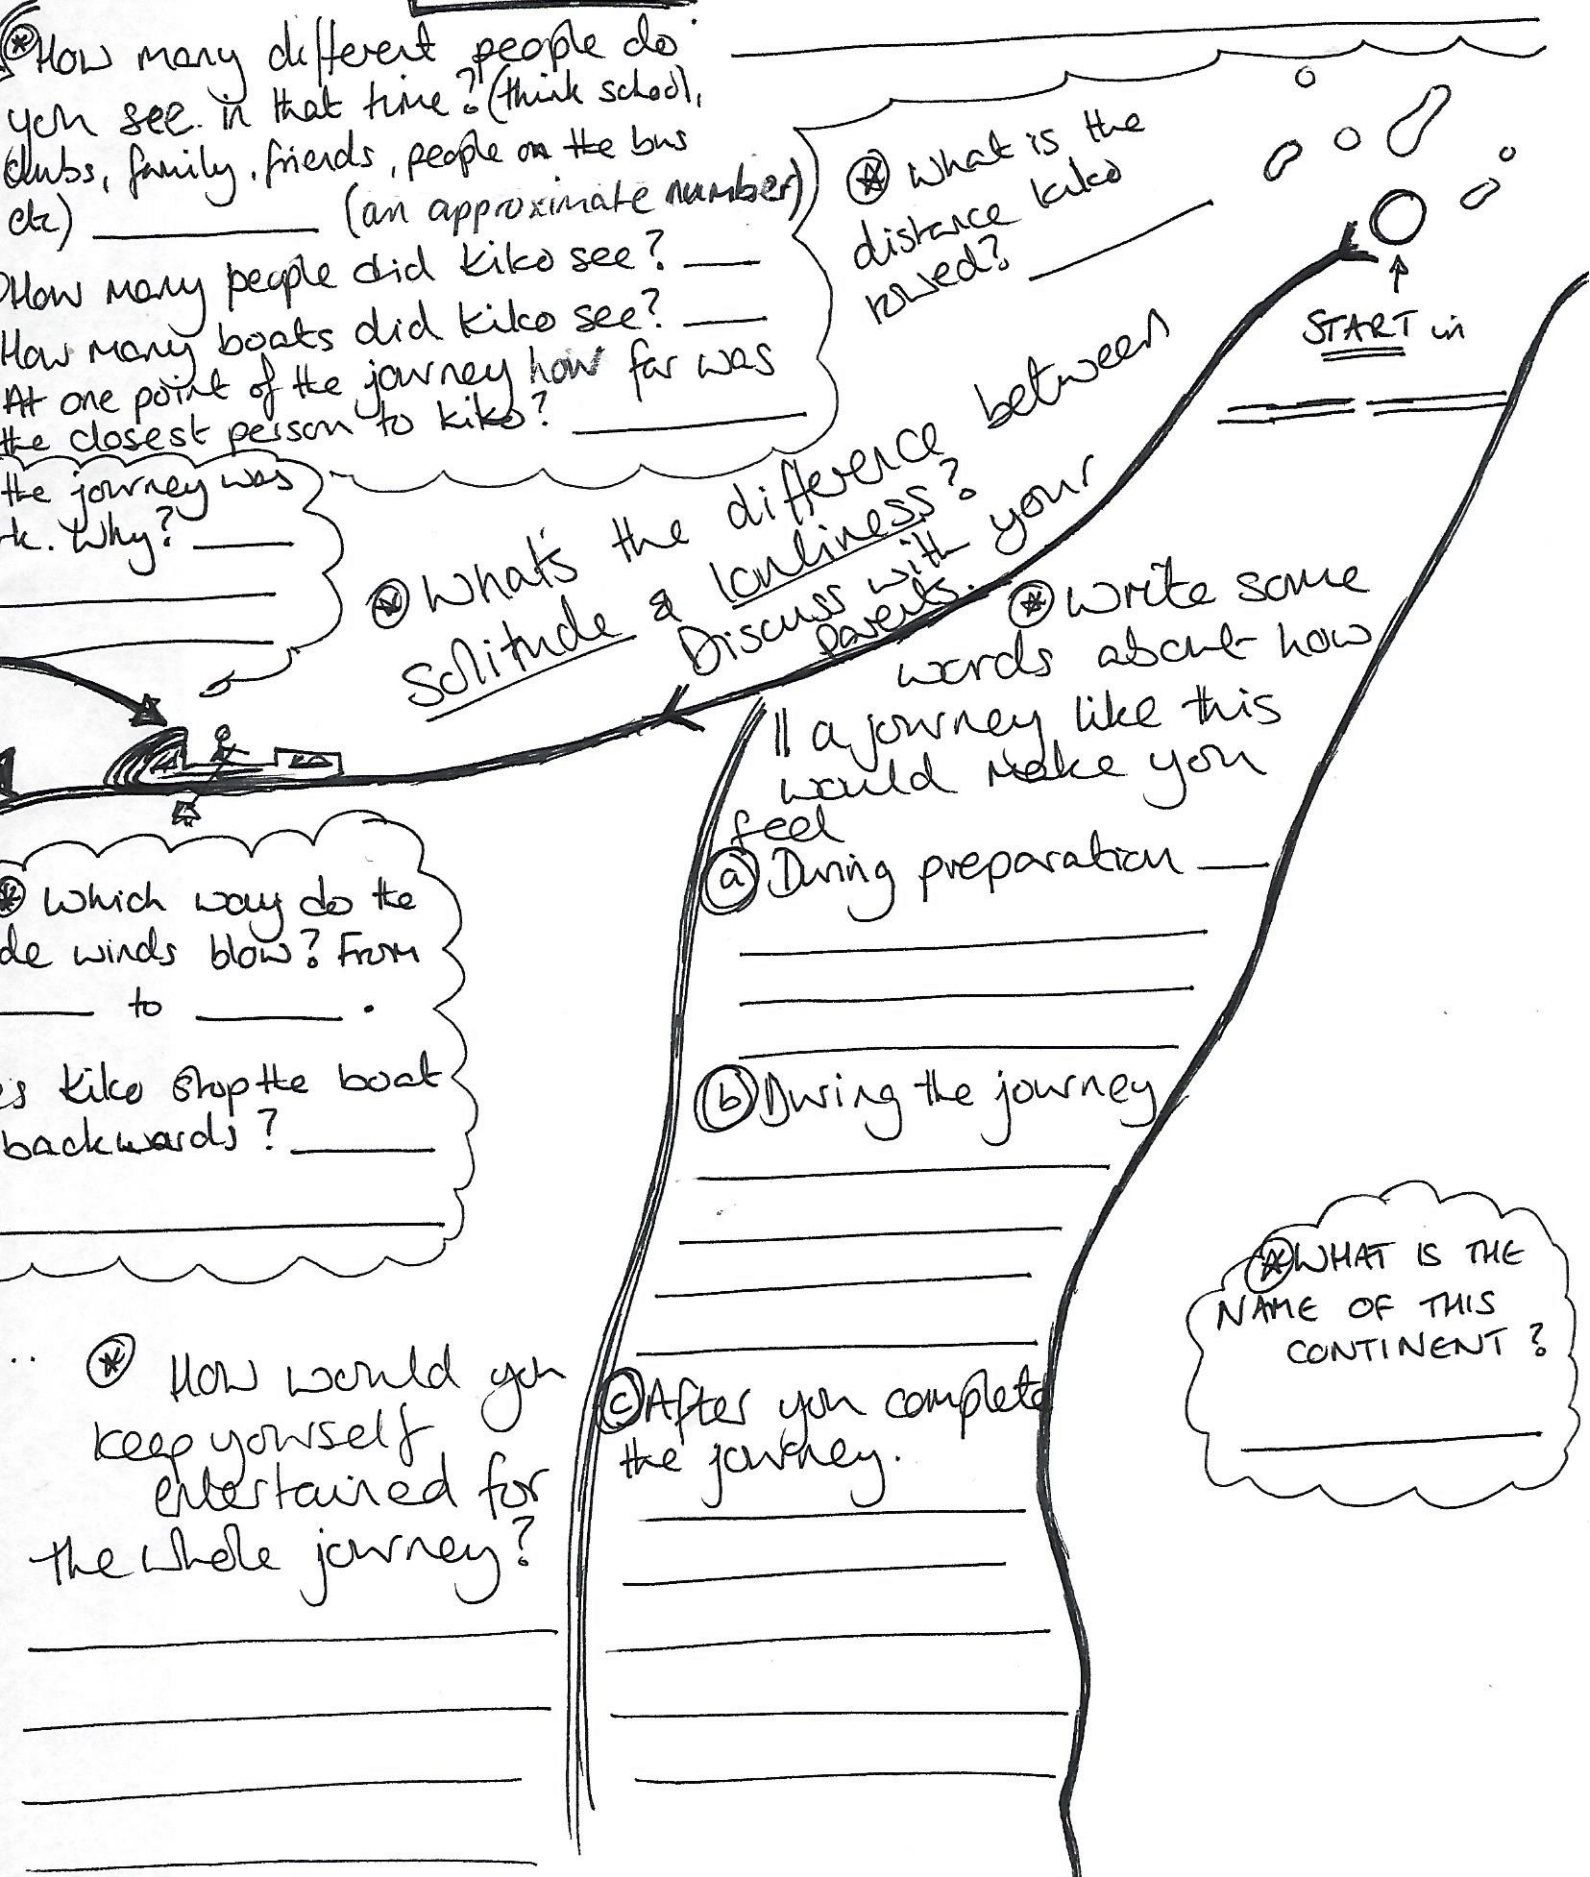 How many different people do
you see in that time? (think school,
clubs, family, friends, people on the bus
etc) (an approximate number)
How many people did Kiko see?
How many boats did Kiko see?
At one point of the journey how far was
the closest person to Kiko?
the journey was
k. Why?
What is the
distance Kiko
rowed?
START in
What's the difference between
solitude & lonliness?
Discuss with your
parents.
Write some
words about how
a journey like this
would make you
feel
a During preparation
b During the journey
c After you complete
the journey.
Which way do the
de winds blow? From
to .
s Kiko stop the boat
backwards?
How would you
keep yourself
entertained for
the whole journey?
WHAT IS THE
NAME OF THIS
CONTINENT?